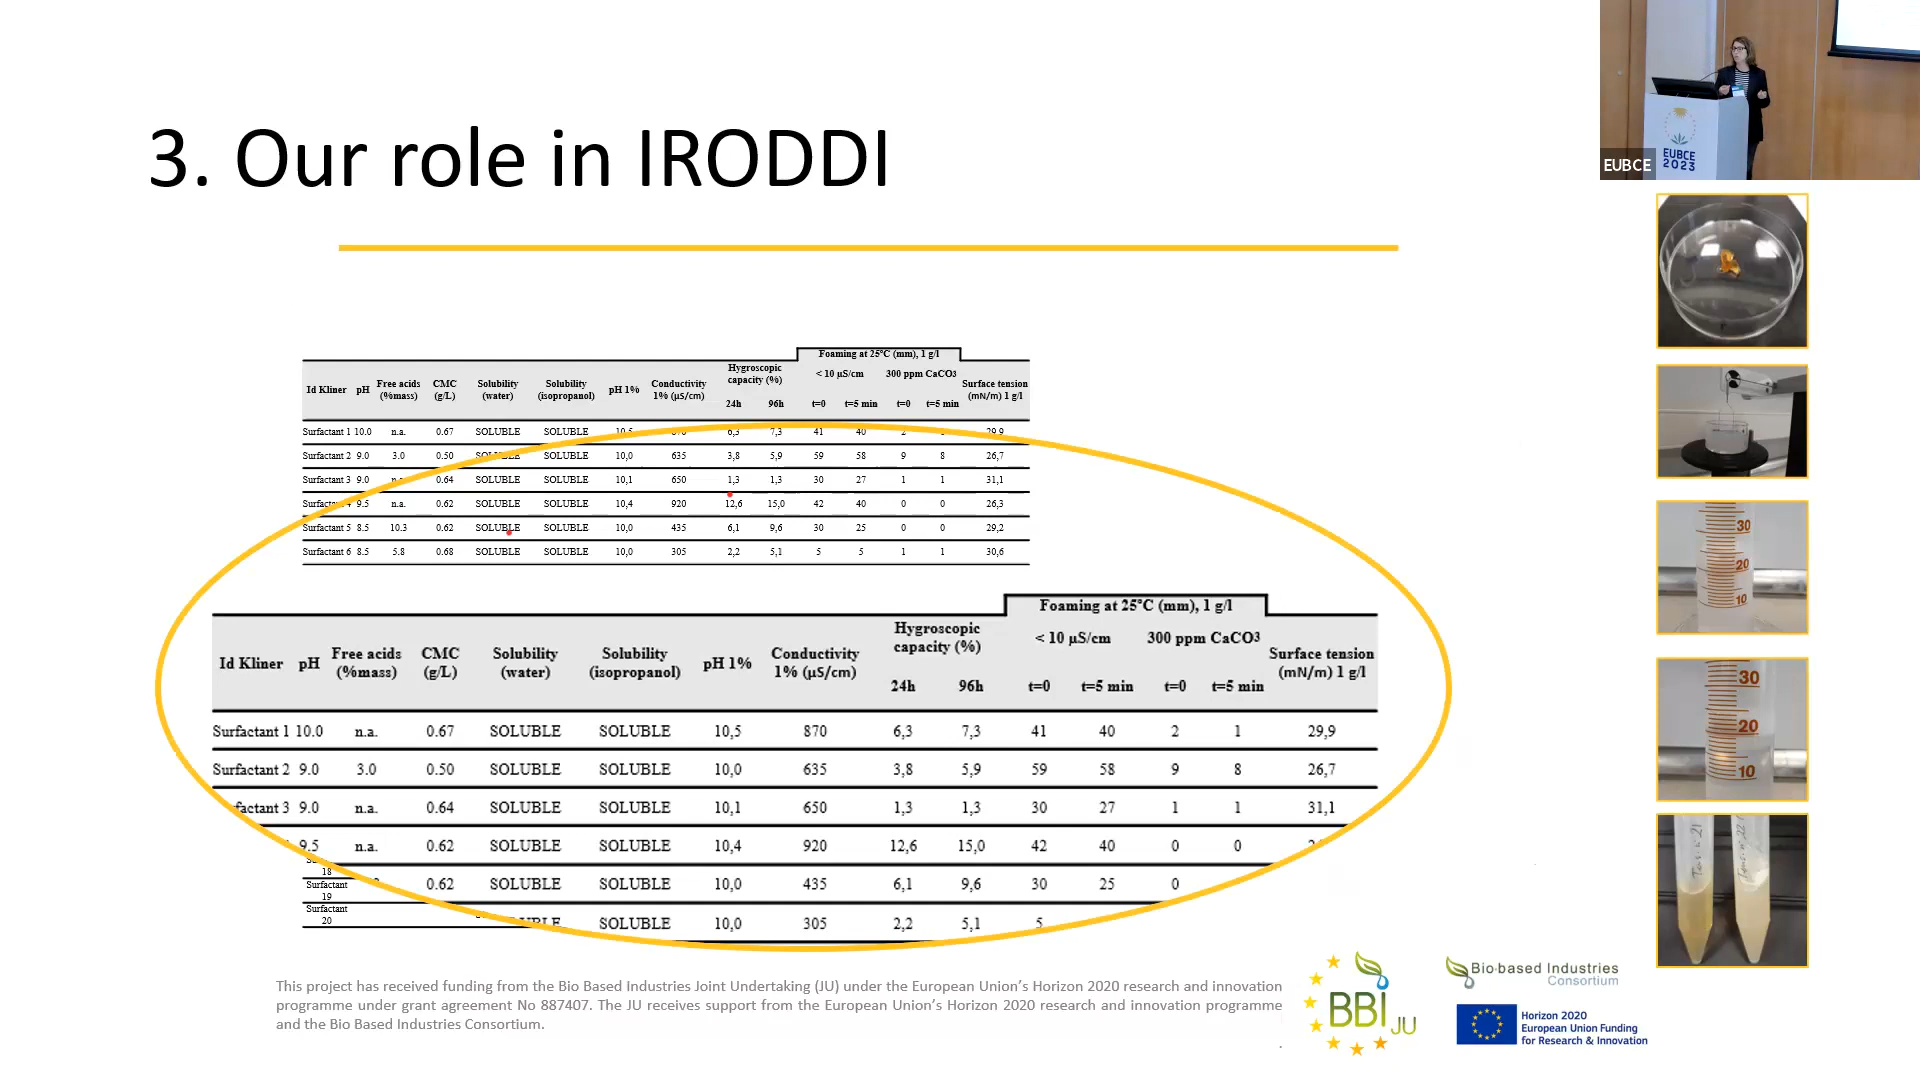 3. Our role in IRODDI
EUBCE
EUBCE
2023
Foaming at 25ºC (mm), 1 g/l
Id Kliner pH Free acids (%mass) CMC (g/L) Solubility (water) Solubility (isopropanol) pH 1% Conductivity 1% (µS/cm) Hygroscopic capacity (%) < 10 µS/cm 300 ppm CaCO3 Surface tension (mN/m) 1 g/l
24h 96h t=0 t=5 min t=0 t=5 min
Surfactant 1 10.0 n.a. 0.67 SOLUBLE SOLUBLE 10,5 870 6,3 7,3 41 40 2 29,9
Surfactant 2 9.0 3.0 0.50 SOLUBLE SOLUBLE 10,0 635 3,8 5,9 59 58 9 8 26,7
Surfactant 3 9.0 n.a. 0.64 SOLUBLE SOLUBLE 10,1 650 1,3 1,3 30 27 1 1 31,1
Surfactant 4 9.5 n.a. 0.62 SOLUBLE SOLUBLE 10,4 920 12,6 15,0 42 40 0 0 26,3
Surfactant 5 8.5 10.3 0.62 SOLUBLE SOLUBLE 10,0 435 6,1 9,6 30 25 0 0 29,2
Surfactant 6 8.5 5.8 0.68 SOLUBLE SOLUBLE 10,0 305 2,2 5,1 5 5 1 1 30,6
Foaming at 25ºC (mm), 1 g/l
Id Kliner pH Free acids (%mass) CMC (g/L) Solubility (water) Solubility (isopropanol) pH 1% Conductivity 1% (µS/cm) Hygroscopic capacity (%) < 10 µS/cm 300 ppm CaCO3 Surface tension (mN/m) 1 g/l
24h 96h t=0 t=5 min t=0 t=5 min
Surfactant 1 10.0 n.a. 0.67 SOLUBLE SOLUBLE 10,5 870 6,3 7,3 41 40 2 1 29,9
Surfactant 2 9.0 3.0 0.50 SOLUBLE SOLUBLE 10,0 635 3,8 5,9 59 58 9 8 26,7
factant 3 9.0 n.a. 0.64 SOLUBLE SOLUBLE 10,1 650 1,3 1,3 30 27 1 1 31,1
9.5 n.a. 0.62 SOLUBLE SOLUBLE 10,4 920 12,6 15,0 42 40 0 0
0.62 SOLUBLE SOLUBLE 10,0 435 6,1 9,6 30 25 0
SOLUBLE 10,0 305 2,2 5,1 5
18
Surfactant
19
Surfactant
20
30
20
10
30
20
10
This project has received funding from the Bio Based Industries Joint Undertaking (JU) under the European Union’s Horizon 2020 research and innovation
programme under grant agreement No 887407. The JU receives support from the European Union’s Horizon 2020 research and innovation programme
and the Bio Based Industries Consortium.
BBI JU
Bio-based Industries
Consortium
Horizon 2020
European Union Funding
for Research & Innovation